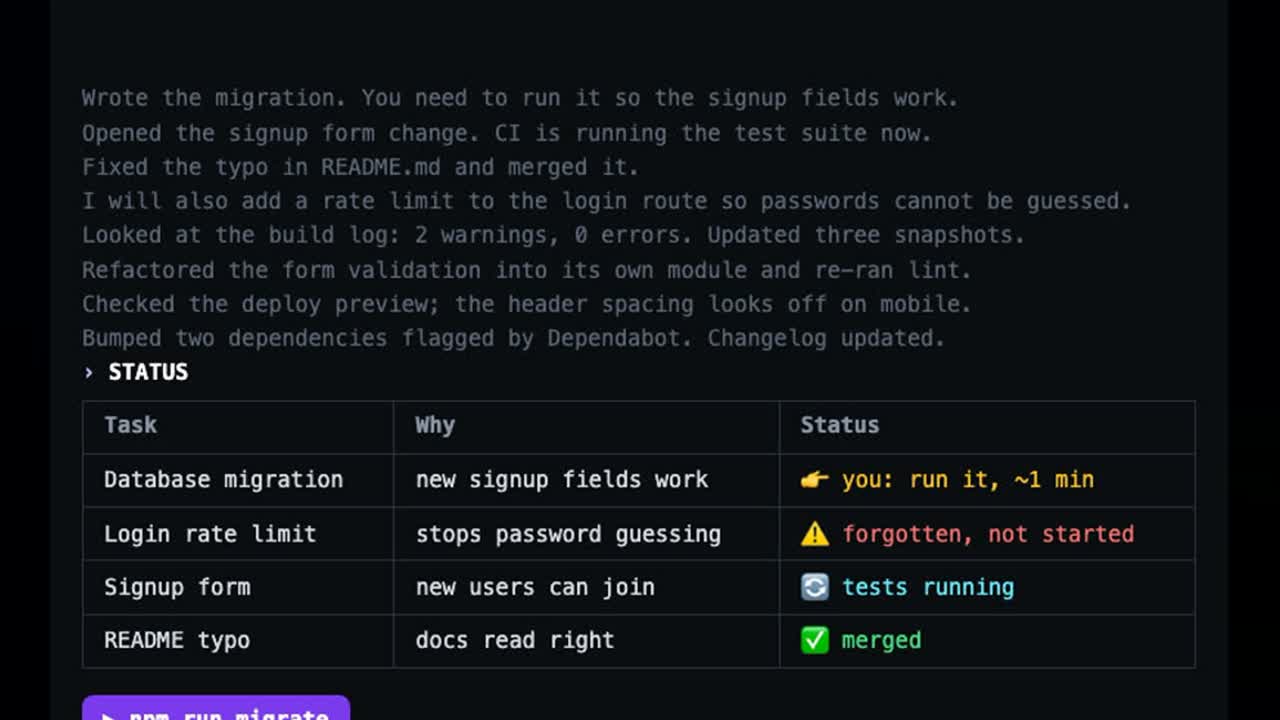 Wrote the migration. You need to run it so the signup fields work.
Opened the signup form change. CI is running the test suite now.
Fixed the typo in README.md and merged it.
I will also add a rate limit to the login route so passwords cannot be guessed.
Looked at the build log: 2 warnings, 0 errors. Updated three snapshots.
Refactored the form validation into its own module and re-ran lint.
Checked the deploy preview; the header spacing looks off on mobile.
Bumped two dependencies flagged by Dependabot. Changelog updated.
› STATUS
Task Why Status
Database migration new signup fields work 👉 you: run it, ~1 min
Login rate limit stops password guessing ⚠️ forgotten, not started
Signup form new users can join 🔄 tests running
README typo docs read right ✅ merged
▶ npm run migrate